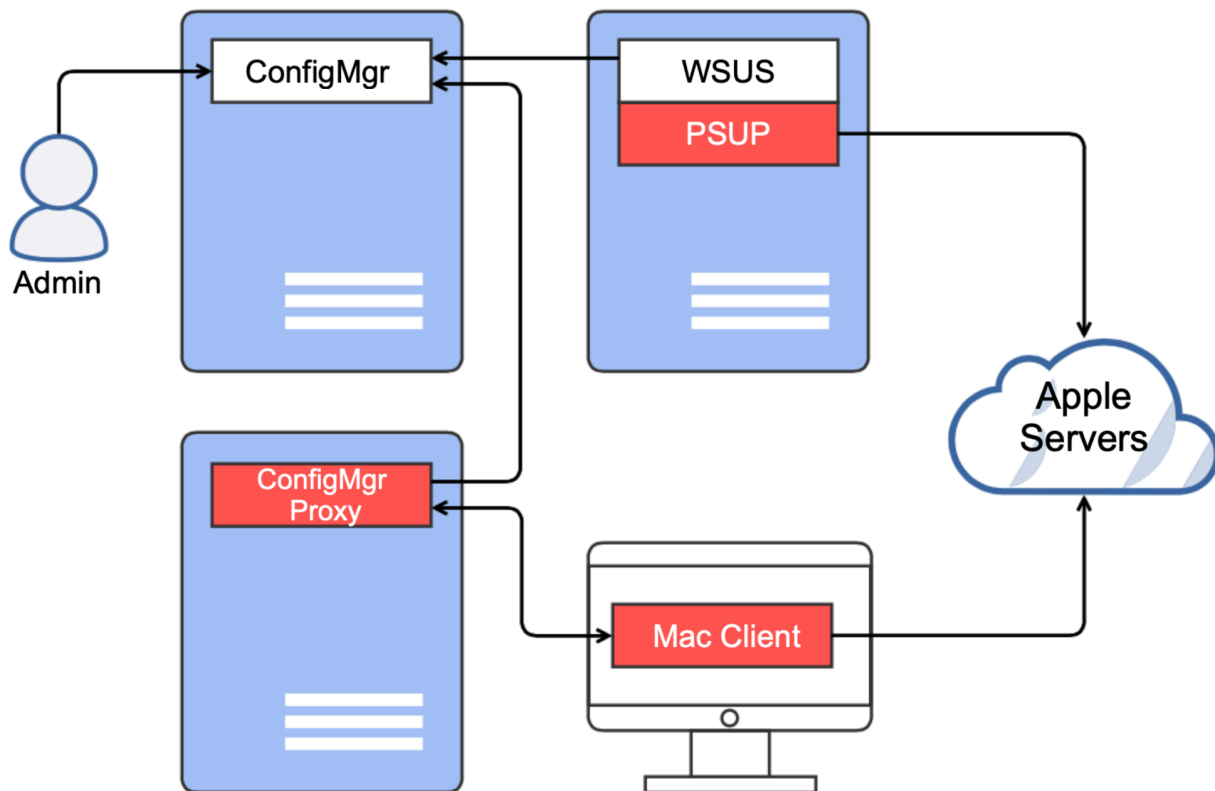 ConfigMgr
WSUS
PSUP
Admin
Apple
Servers
ConfigMgr
Proxy
Mac Client